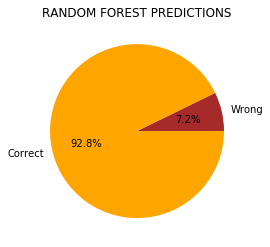 RANDOM FOREST PREDICTIONS
Wrong
7.2%
92.8%
Correct